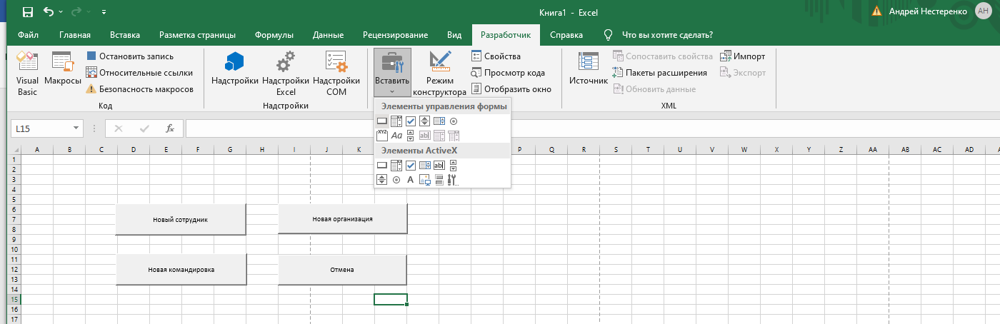 Книга1 - Excel
Андрей Нестеренко АН
Файл Главная Вставка Разметка страницы Формулы Данные Рецензирование Вид Разработчик Справка Что вы хотите сделать?
Visual Basic
Макросы
Остановить запись
Относительные ссылки
Безопасность макросов
Код
Надстройки
Надстройки Excel
Надстройки COM
Надстройки
Вставить
Режим конструктора
Свойства
Просмотр кода
Отобразить окно
Источник
Сопоставить свойства
Пакеты расширения
Обновить данные
Импорт
Экспорт
XML
Элементы управления формы
XYZ
Aa
ab|
Элементы ActiveX
ab|
A
L15
fx
A B C D E F G H I J K P Q R S T U V W X Y Z AA AB AC AD
1
2
3
4
5
6
7
8
9
10
11
12
13
14
15
16
17
Новый сотрудник
Новая организация
Новая командировка
Отмена